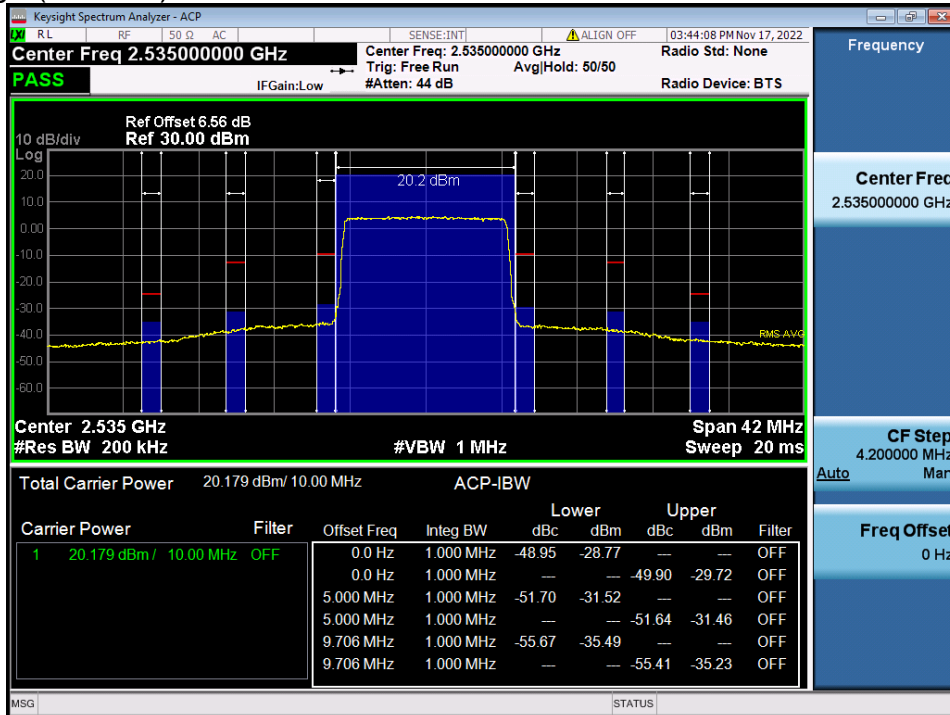 Keysight Spectrum Analyzer - ACP
LXI RL RF 50 Ω AC SENSE:INT ALIGN OFF 03:44:08 PM Nov 17, 2022
Center Freq 2.535000000 GHz
Center Freq: 2.535000000 GHz Radio Std: None
Trig: Free Run Avg|Hold: 50/50
PASS IFGain:Low #Atten: 44 dB Radio Device: BTS
Frequency
Ref Offset 6.56 dB
10 dB/div Ref 30.00 dBm
Log
20.0
20.2 dBm
10.0
0.00
-10.0
-20.0
-30.0
-40.0
RMS AVG
-50.0
-60.0
Center 2.535 GHz Span 42 MHz
#Res BW 200 kHz #VBW 1 MHz Sweep 20 ms
Center Freq
2.535000000 GHz
CF Step
4.200000 MHz
Auto Man
Freq Offset
0 Hz
Total Carrier Power 20.179 dBm/ 10.00 MHz ACP-IBW
Lower Upper
Carrier Power Filter Offset Freq Integ BW dBc dBm dBc dBm Filter
1 20.179 dBm / 10.00 MHz OFF 0.0 Hz 1.000 MHz -48.95 -28.77 --- --- OFF
0.0 Hz 1.000 MHz --- --- -49.90 -29.72 OFF
5.000 MHz 1.000 MHz -51.70 -31.52 --- --- OFF
5.000 MHz 1.000 MHz --- --- -51.64 -31.46 OFF
9.706 MHz 1.000 MHz -55.67 -35.49 --- --- OFF
9.706 MHz 1.000 MHz --- --- -55.41 -35.23 OFF
MSG STATUS